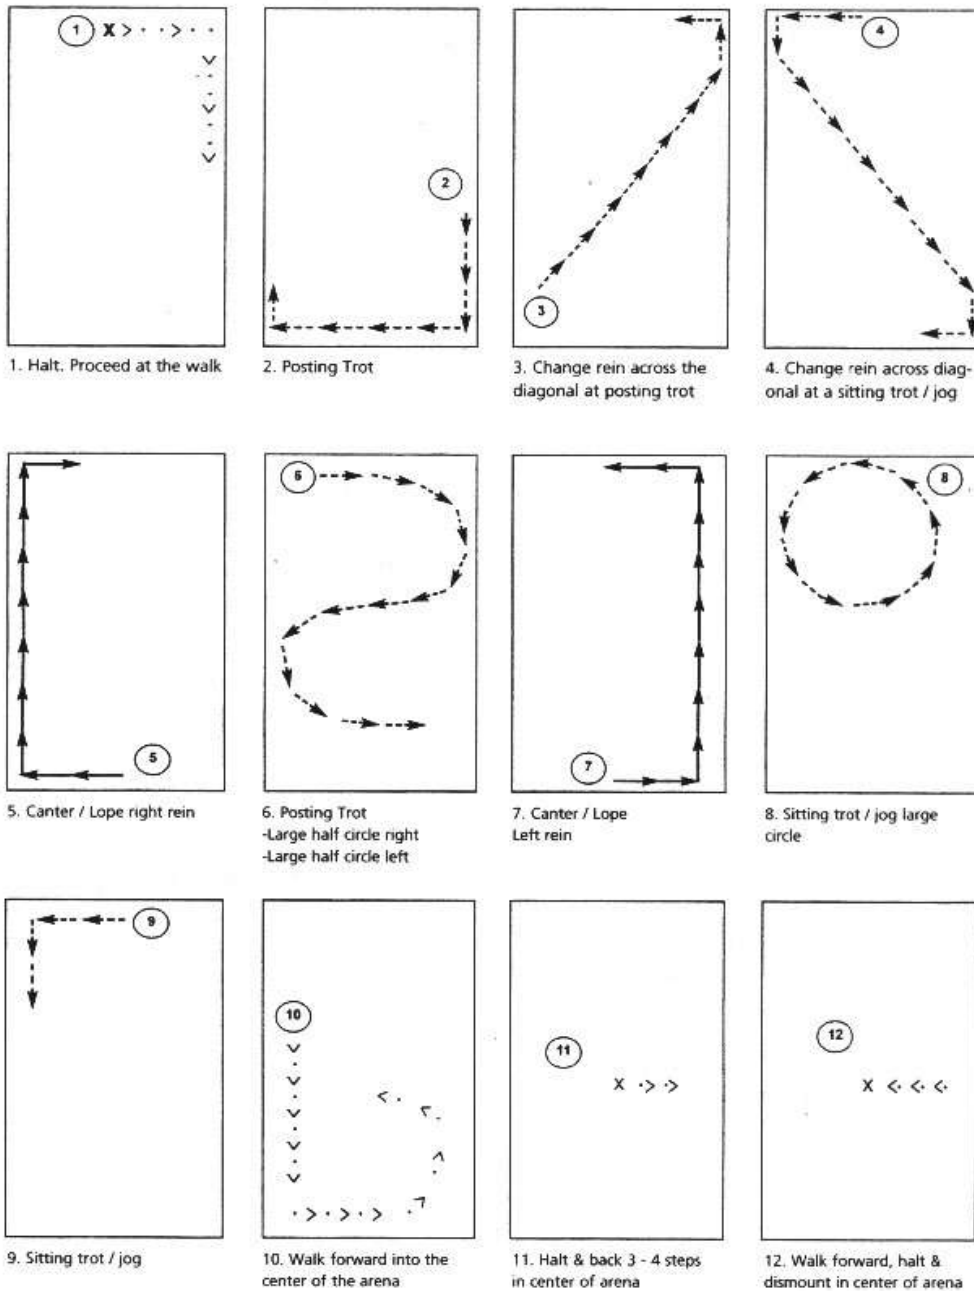 1
X
1. Halt. Proceed at the walk
2
2. Posting Trot
3
3. Change rein across the
diagonal at posting trot
4
4. Change rein across diag-
onal at a sitting trot / jog
5
5. Canter / Lope right rein
6
6. Posting Trot
-Large half circle right
-Large half circle left
7
7. Canter / Lope
Left rein
8
8. Sitting trot / jog large
circle
9
9. Sitting trot / jog
10
10. Walk forward into the
center of the arena
11
X
11. Halt & back 3 - 4 steps
in center of arena
12
X
12. Walk forward, halt &
dismount in center of arena